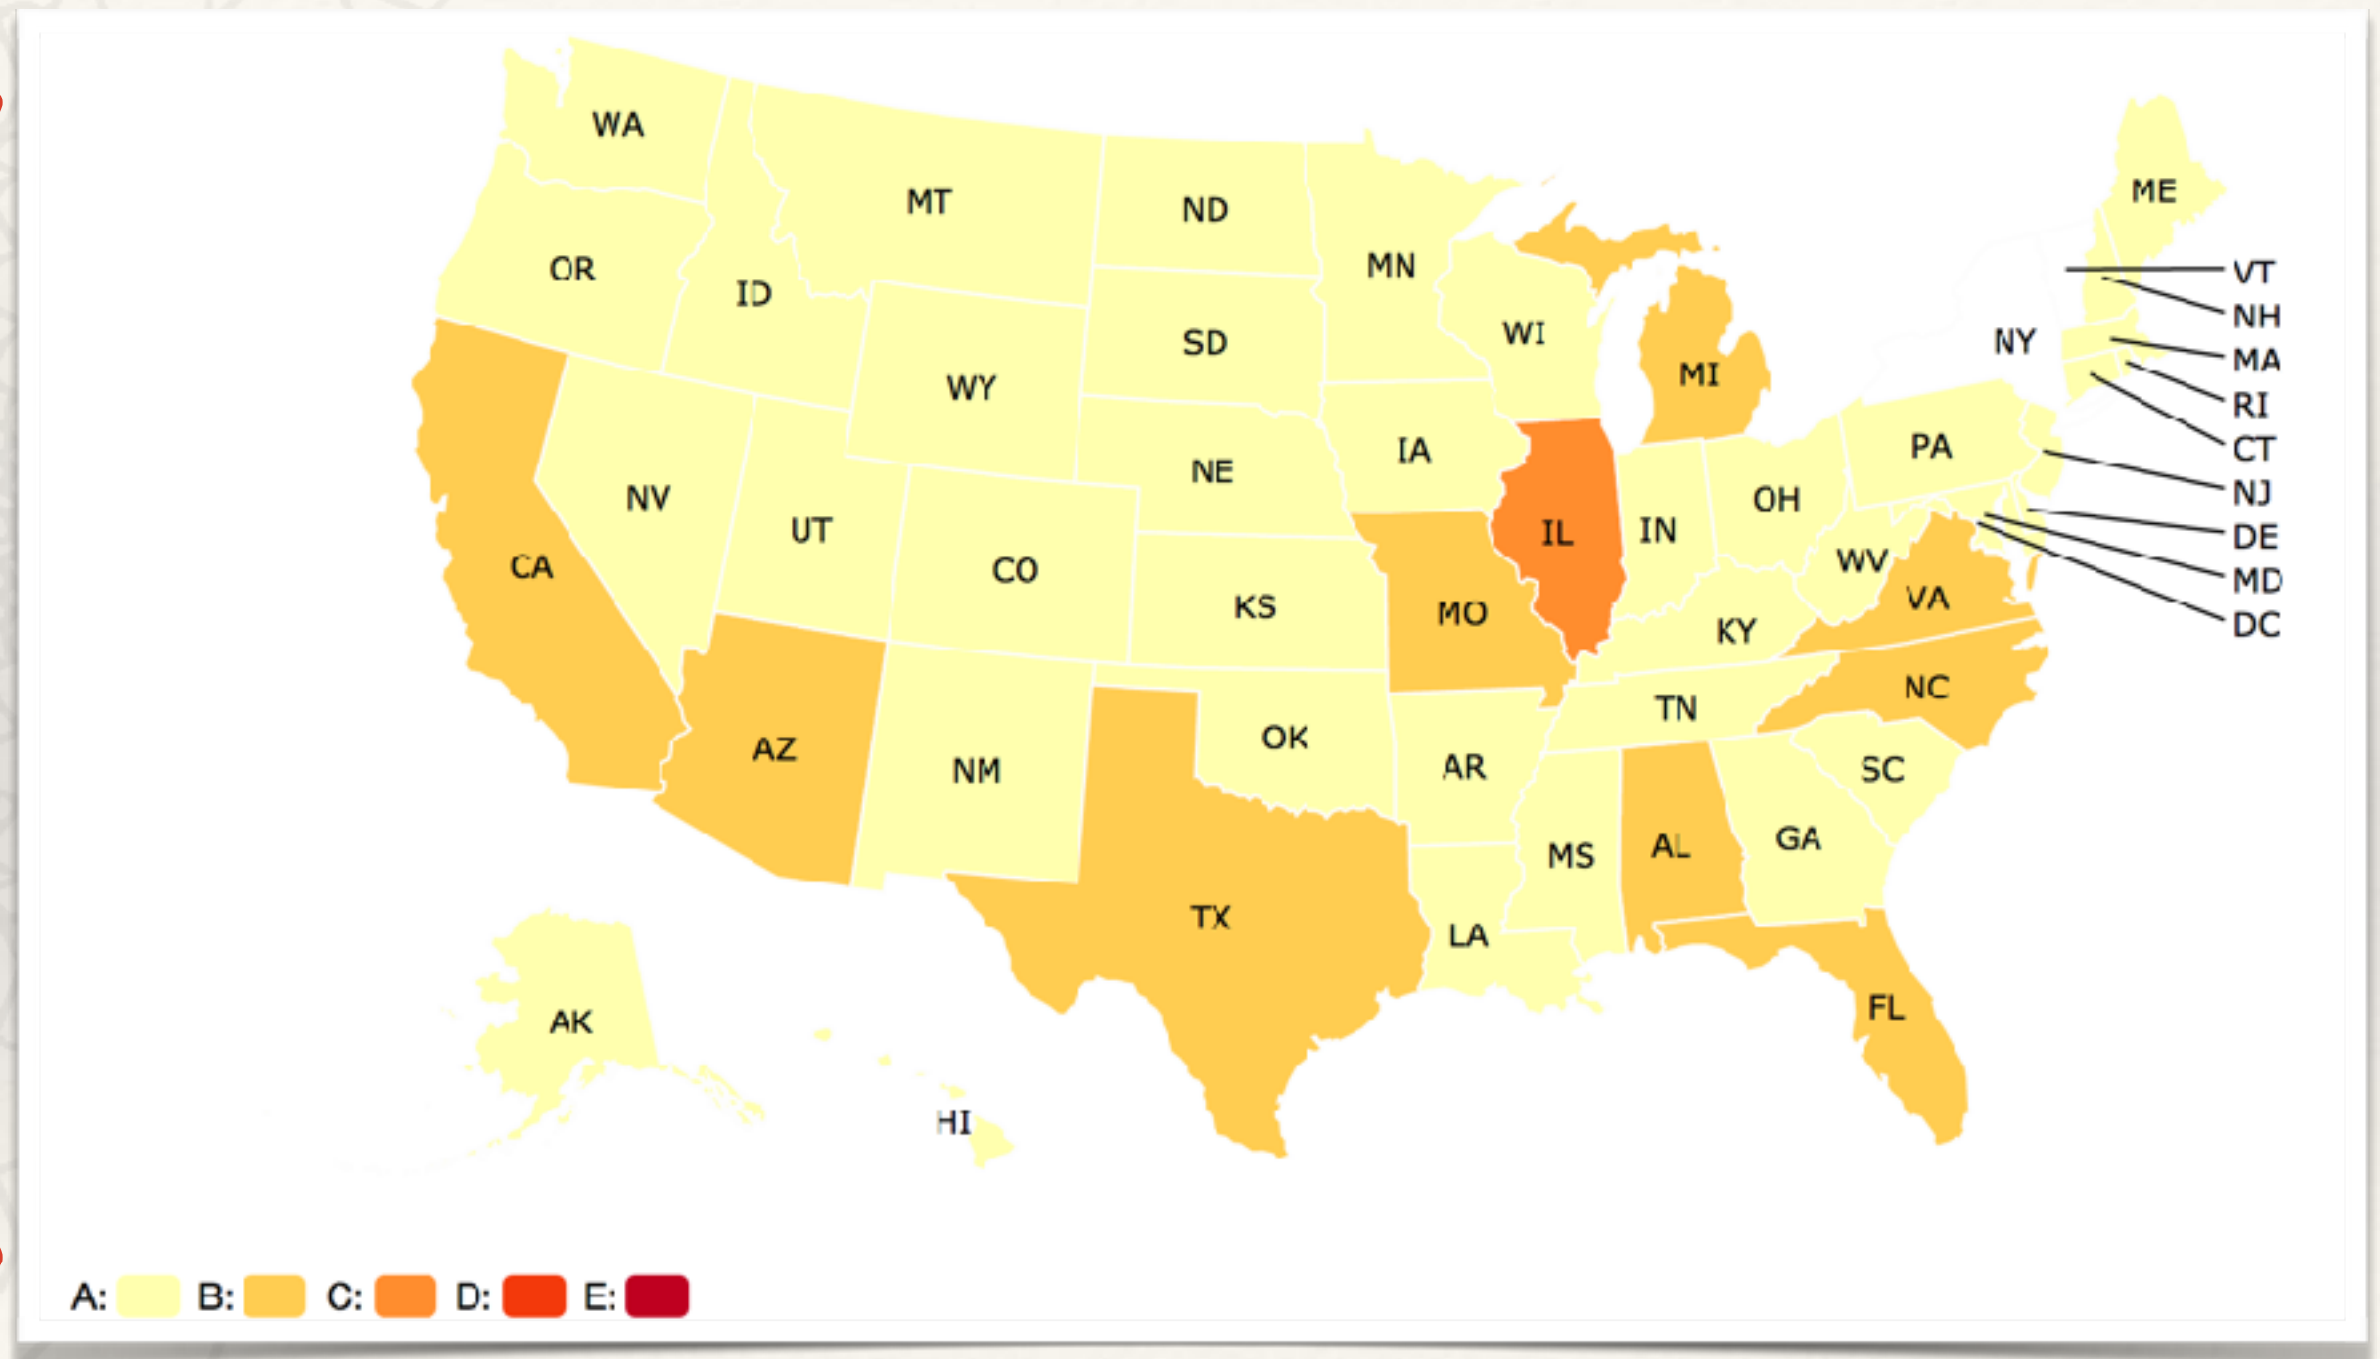 WA
MT
ND
MN
ME
OR
ID
SD
WI
VT
NH
NY
MA
MI
WY
RI
IA
PA
CT
NE
NV
OH
NJ
UT
IL
IN
DE
CA
CO
WV
MD
KS
MO
VA
DC
KY
NC
TN
AZ
OK
NM
AR
SC
MS
AL
GA
TX
LA
FL
AK
HI
A: B: C: D: E: